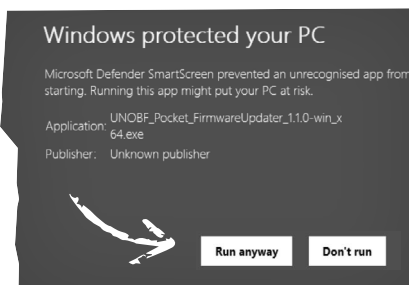 Windows protected your PC
Microsoft Defender SmartScreen prevented an unrecognised app from
starting. Running this app might put your PC at risk.
Application: UNOBF_Pocket_FirmwareUpdater_1.1.0-win_x
64.exe
Publisher: Unknown publisher
Run anyway Don't run